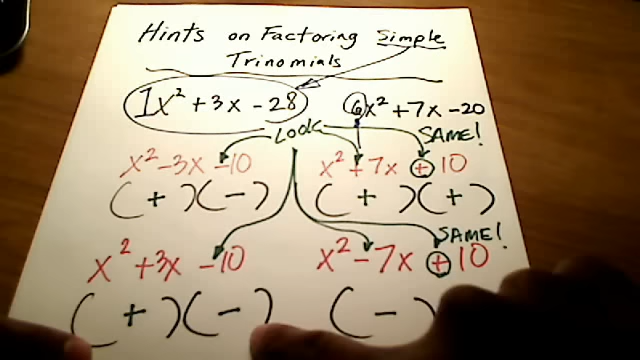 Hints on Factoring Simple
Trinomials
1x² + 3x - 28 6x² + 7x - 20
LOOK SAME!
x² - 3x - 10 x² + 7x + 10
( + )( - ) ( + )( + )
SAME!
x² + 3x - 10 x² - 7x + 10
( + )( - ) ( - )